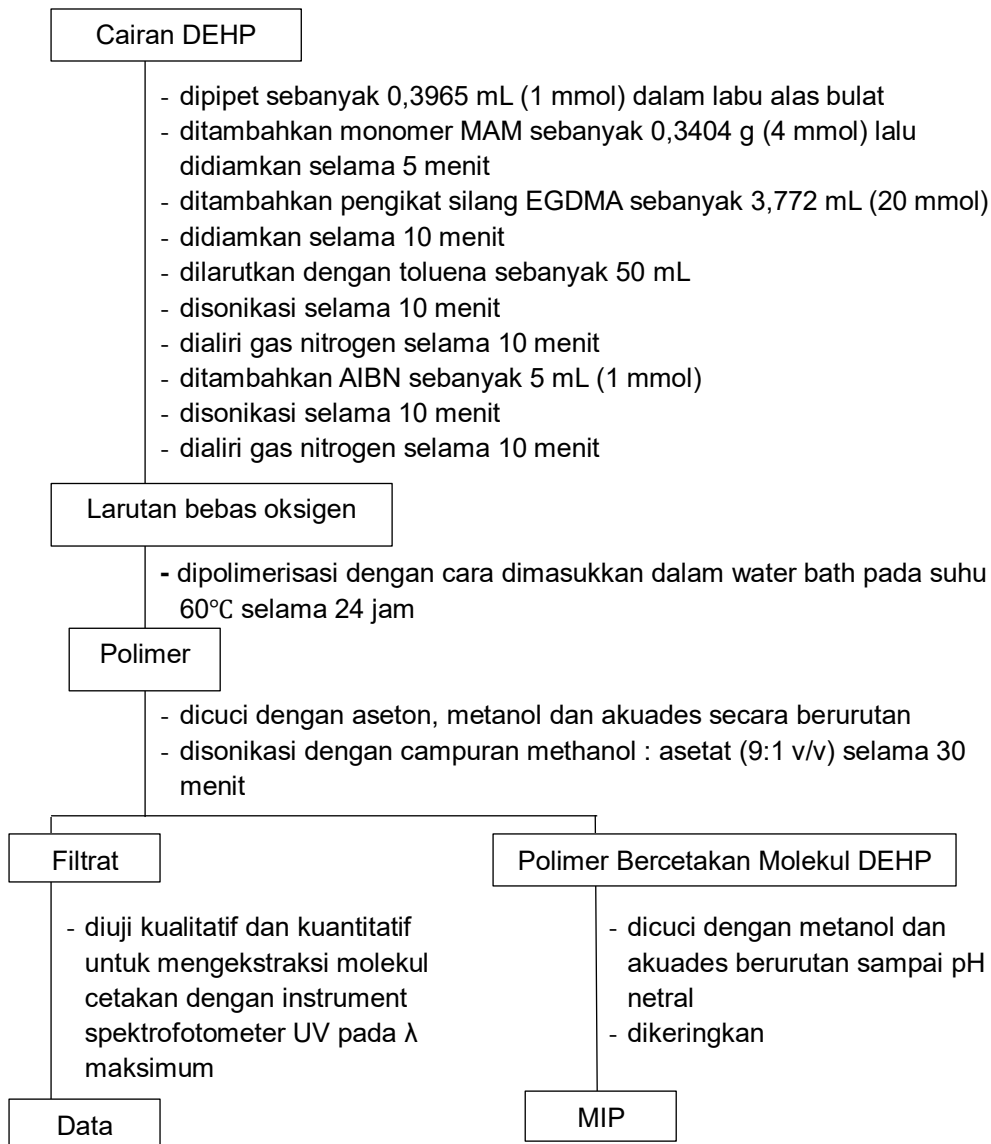 Cairan DEHP
- dipipet sebanyak 0,3965 mL (1 mmol) dalam labu alas bulat
- ditambahkan monomer MAM sebanyak 0,3404 g (4 mmol) lalu
didiamkan selama 5 menit
- ditambahkan pengikat silang EGDMA sebanyak 3,772 mL (20 mmol)
- didiamkan selama 10 menit
- dilarutkan dengan toluena sebanyak 50 mL
- disonikasi selama 10 menit
- dialiri gas nitrogen selama 10 menit
- ditambahkan AIBN sebanyak 5 mL (1 mmol)
- disonikasi selama 10 menit
- dialiri gas nitrogen selama 10 menit
Larutan bebas oksigen
- dipolimerisasi dengan cara dimasukkan dalam water bath pada suhu
60℃ selama 24 jam
Polimer
- dicuci dengan aseton, metanol dan akuades secara berurutan
- disonikasi dengan campuran methanol : asetat (9:1 v/v) selama 30
menit
Filtrat
- diuji kualitatif dan kuantitatif
untuk mengekstraksi molekul
cetakan dengan instrument
spektrofotometer UV pada λ
maksimum
Data
Polimer Bercetakan Molekul DEHP
- dicuci dengan metanol dan
akuades berurutan sampai pH
netral
- dikeringkan
MIP